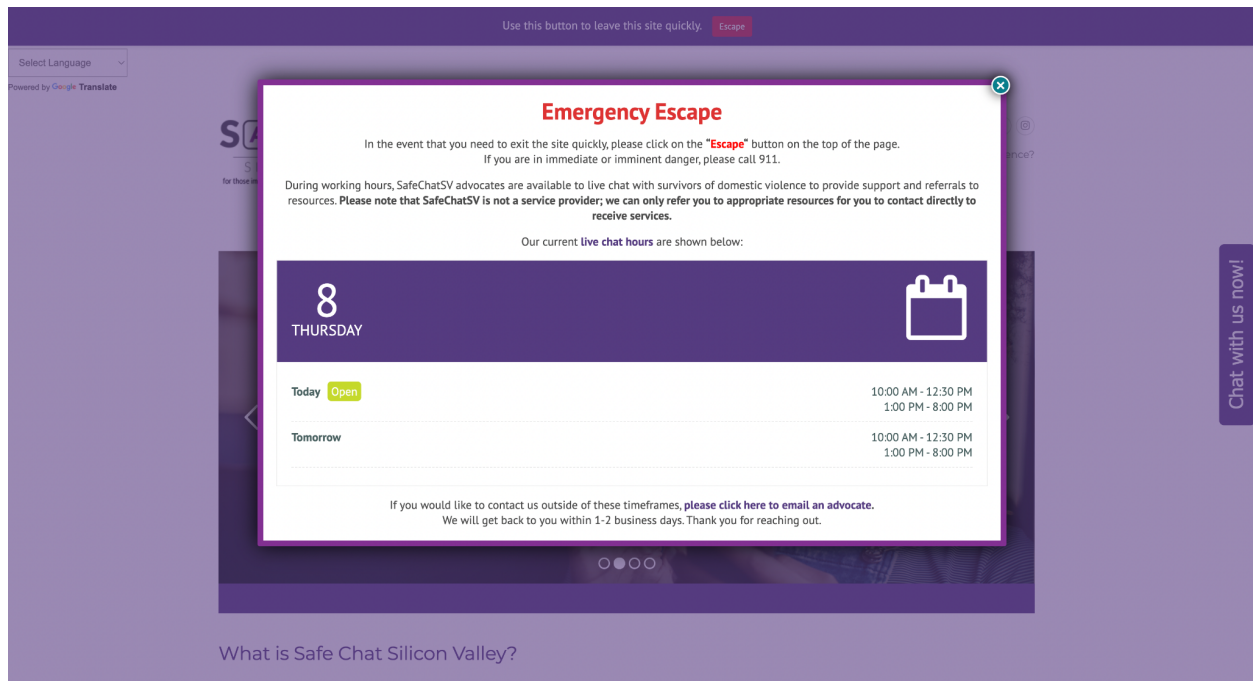 Use this button to leave this site quickly. Escape
Select Language
Powered by Google Translate
Emergency Escape
In the event that you need to exit the site quickly, please click on the "Escape" button on the top of the page.
If you are in immediate or imminent danger, please call 911.
During working hours, SafeChatSV advocates are available to live chat with survivors of domestic violence to provide support and referrals to
resources. Please note that SafeChatSV is not a service provider; we can only refer you to appropriate resources for you to contact directly to
receive services.
Our current live chat hours are shown below:
8
THURSDAY
Today Open
10:00 AM - 12:30 PM
1:00 PM - 8:00 PM
Tomorrow
10:00 AM - 12:30 PM
1:00 PM - 8:00 PM
If you would like to contact us outside of these timeframes, please click here to email an advocate.
We will get back to you within 1-2 business days. Thank you for reaching out.
Chat with us now!
for those in
What is Safe Chat Silicon Valley?